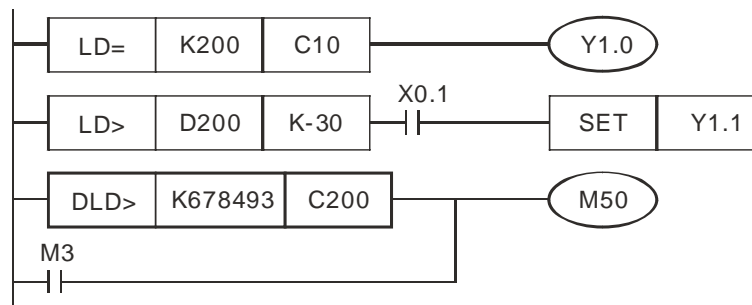 LD= K200 C10 Y1.0
X0.1
LD> D200 K-30 SET Y1.1
DLD> K678493 C200 M50
M3